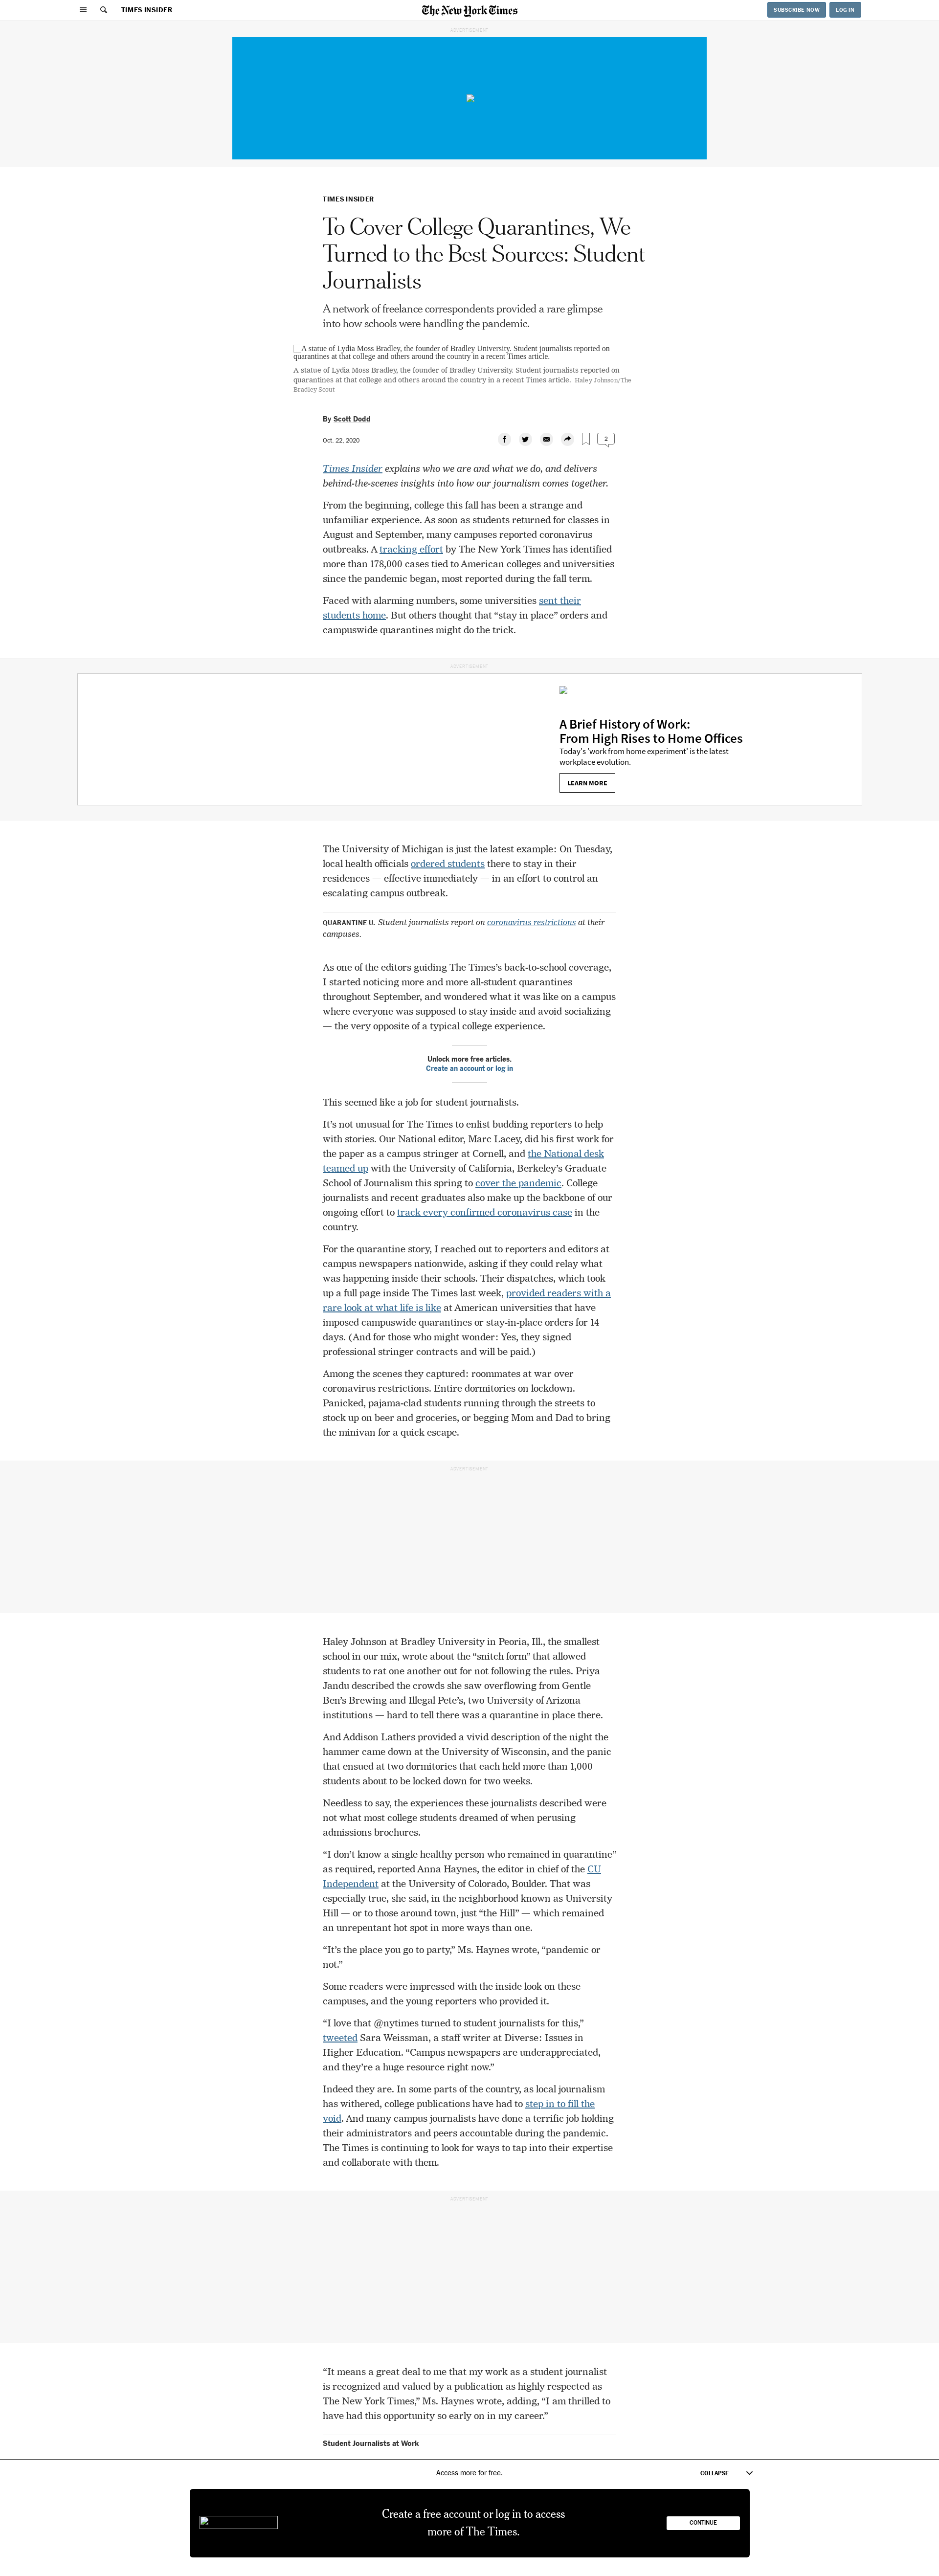 TIMES INSIDER
The New York Times
SUBSCRIBE NOW
LOG IN
ADVERTISEMENT
TIMES INSIDER
To Cover College Quarantines, We
Turned to the Best Sources: Student
Journalists
A network of freelance correspondents provided a rare glimpse
into how schools were handling the pandemic.
A statue of Lydia Moss Bradley, the founder of Bradley University. Student journalists reported on
quarantines at that college and others around the country in a recent Times article.
A statue of Lydia Moss Bradley, the founder of Bradley University. Student journalists reported on
quarantines at that college and others around the country in a recent Times article. Haley Johnson/The
Bradley Scout
By Scott Dodd
Oct. 22, 2020
2
Times Insider explains who we are and what we do, and delivers
behind-the-scenes insights into how our journalism comes together.
From the beginning, college this fall has been a strange and
unfamiliar experience. As soon as students returned for classes in
August and September, many campuses reported coronavirus
outbreaks. A tracking effort by The New York Times has identified
more than 178,000 cases tied to American colleges and universities
since the pandemic began, most reported during the fall term.
Faced with alarming numbers, some universities sent their
students home. But others thought that “stay in place” orders and
campuswide quarantines might do the trick.
ADVERTISEMENT
A Brief History of Work:
From High Rises to Home Offices
Today's 'work from home experiment' is the latest
workplace evolution.
LEARN MORE
The University of Michigan is just the latest example: On Tuesday,
local health officials ordered students there to stay in their
residences — effective immediately — in an effort to control an
escalating campus outbreak.
QUARANTINE U. Student journalists report on coronavirus restrictions at their
campuses.
As one of the editors guiding The Times’s back-to-school coverage,
I started noticing more and more all-student quarantines
throughout September, and wondered what it was like on a campus
where everyone was supposed to stay inside and avoid socializing
— the very opposite of a typical college experience.
Unlock more free articles.
Create an account or log in
This seemed like a job for student journalists.
It’s not unusual for The Times to enlist budding reporters to help
with stories. Our National editor, Marc Lacey, did his first work for
the paper as a campus stringer at Cornell, and the National desk
teamed up with the University of California, Berkeley’s Graduate
School of Journalism this spring to cover the pandemic. College
journalists and recent graduates also make up the backbone of our
ongoing effort to track every confirmed coronavirus case in the
country.
For the quarantine story, I reached out to reporters and editors at
campus newspapers nationwide, asking if they could relay what
was happening inside their schools. Their dispatches, which took
up a full page inside The Times last week, provided readers with a
rare look at what life is like at American universities that have
imposed campuswide quarantines or stay-in-place orders for 14
days. (And for those who might wonder: Yes, they signed
professional stringer contracts and will be paid.)
Among the scenes they captured: roommates at war over
coronavirus restrictions. Entire dormitories on lockdown.
Panicked, pajama-clad students running through the streets to
stock up on beer and groceries, or begging Mom and Dad to bring
the minivan for a quick escape.
ADVERTISEMENT
Haley Johnson at Bradley University in Peoria, Ill., the smallest
school in our mix, wrote about the “snitch form” that allowed
students to rat one another out for not following the rules. Priya
Jandu described the crowds she saw overflowing from Gentle
Ben’s Brewing and Illegal Pete’s, two University of Arizona
institutions — hard to tell there was a quarantine in place there.
And Addison Lathers provided a vivid description of the night the
hammer came down at the University of Wisconsin, and the panic
that ensued at two dormitories that each held more than 1,000
students about to be locked down for two weeks.
Needless to say, the experiences these journalists described were
not what most college students dreamed of when perusing
admissions brochures.
“I don’t know a single healthy person who remained in quarantine”
as required, reported Anna Haynes, the editor in chief of the CU
Independent at the University of Colorado, Boulder. That was
especially true, she said, in the neighborhood known as University
Hill — or to those around town, just “the Hill” — which remained
an unrepentant hot spot in more ways than one.
“It’s the place you go to party,” Ms. Haynes wrote, “pandemic or
not.”
Some readers were impressed with the inside look on these
campuses, and the young reporters who provided it.
“I love that @nytimes turned to student journalists for this,”
tweeted Sara Weissman, a staff writer at Diverse: Issues in
Higher Education. “Campus newspapers are underappreciated,
and they’re a huge resource right now.”
Indeed they are. In some parts of the country, as local journalism
has withered, college publications have had to step in to fill the
void. And many campus journalists have done a terrific job holding
their administrators and peers accountable during the pandemic.
The Times is continuing to look for ways to tap into their expertise
and collaborate with them.
ADVERTISEMENT
“It means a great deal to me that my work as a student journalist
is recognized and valued by a publication as highly respected as
The New York Times,” Ms. Haynes wrote, adding, “I am thrilled to
have had this opportunity so early on in my career.”
Student Journalists at Work
Access more for free.
COLLAPSE
Create a free account or log in to access
more of The Times.
CONTINUE